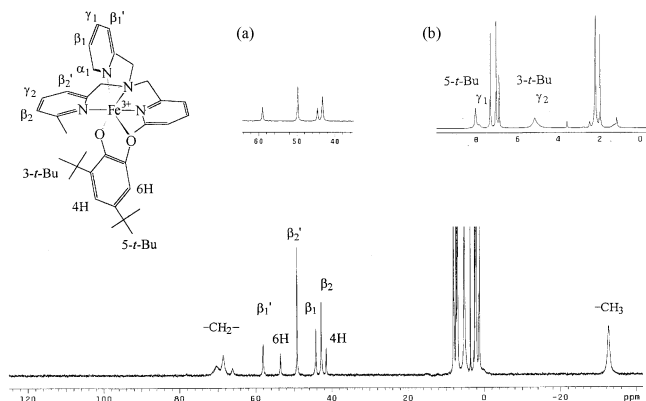 (a)
(b)
γ₁
β₁'
β₁
α₁
N
N
Fe³⁺
N
N
β₂'
γ₂
β₂
O
O
3-t-Bu
6H
4H
5-t-Bu
60 50 40
5-t-Bu
γ₁
3-t-Bu
γ₂
8 6 4 2 0
–CH₂–
β₁'
6H
β₂'
β₁
β₂
4H
–CH₃
120 100 80 60 40 20 0 -20 ppm